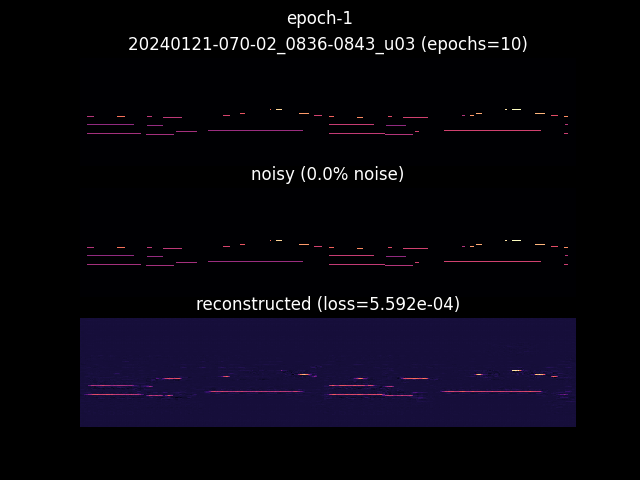 epoch-1
20240121-070-02_0836-0843_u03 (epochs=10)
noisy (0.0% noise)
reconstructed (loss=5.592e-04)